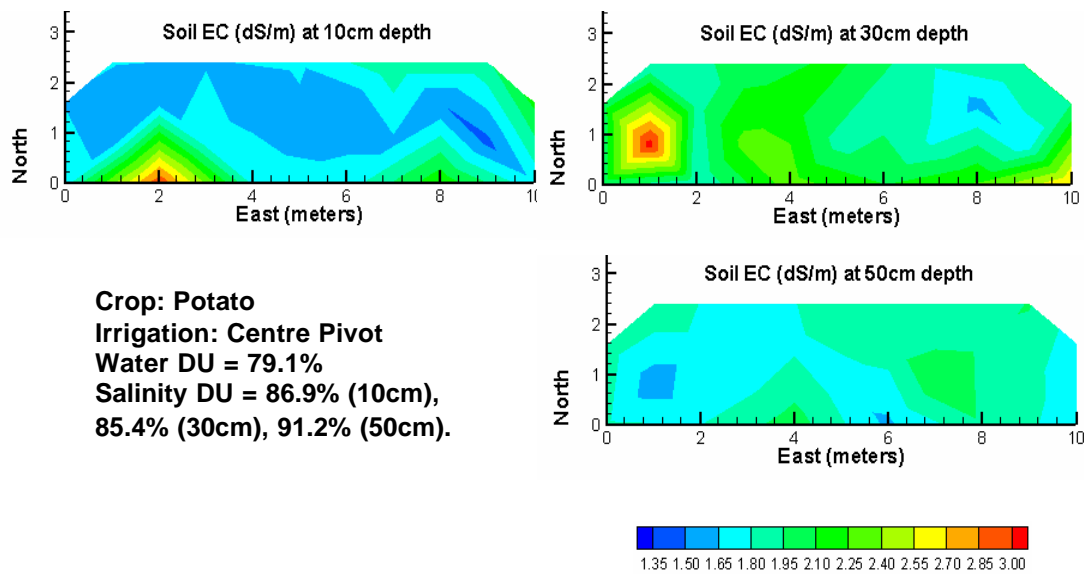 Soil EC (dS/m) at 10cm depth
3
2
1
0
North
0 2 4 6 8 10
East (meters)
Soil EC (dS/m) at 30cm depth
3
2
1
0
North
0 2 4 6 8 10
East (meters)
Crop: Potato
Irrigation: Centre Pivot
Water DU = 79.1%
Salinity DU = 86.9% (10cm),
85.4% (30cm), 91.2% (50cm).
Soil EC (dS/m) at 50cm depth
3
2
1
0
North
0 2 4 6 8 10
East (meters)
1.35 1.50 1.65 1.80 1.95 2.10 2.25 2.40 2.55 2.70 2.85 3.00